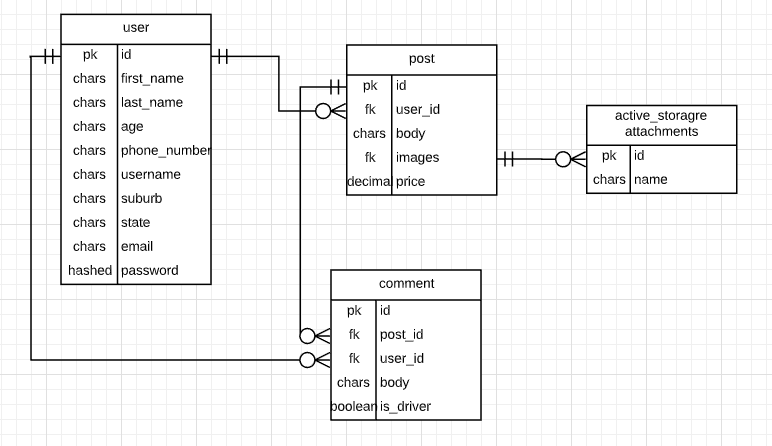 user
pk id
chars first_name
chars last_name
chars age
chars phone_number
chars username
chars suburb
chars state
chars email
hashed password
post
pk id
fk user_id
chars body
fk images
decimal price
active_storagre
attachments
pk id
chars name
comment
pk id
fk post_id
fk user_id
chars body
boolean is_driver